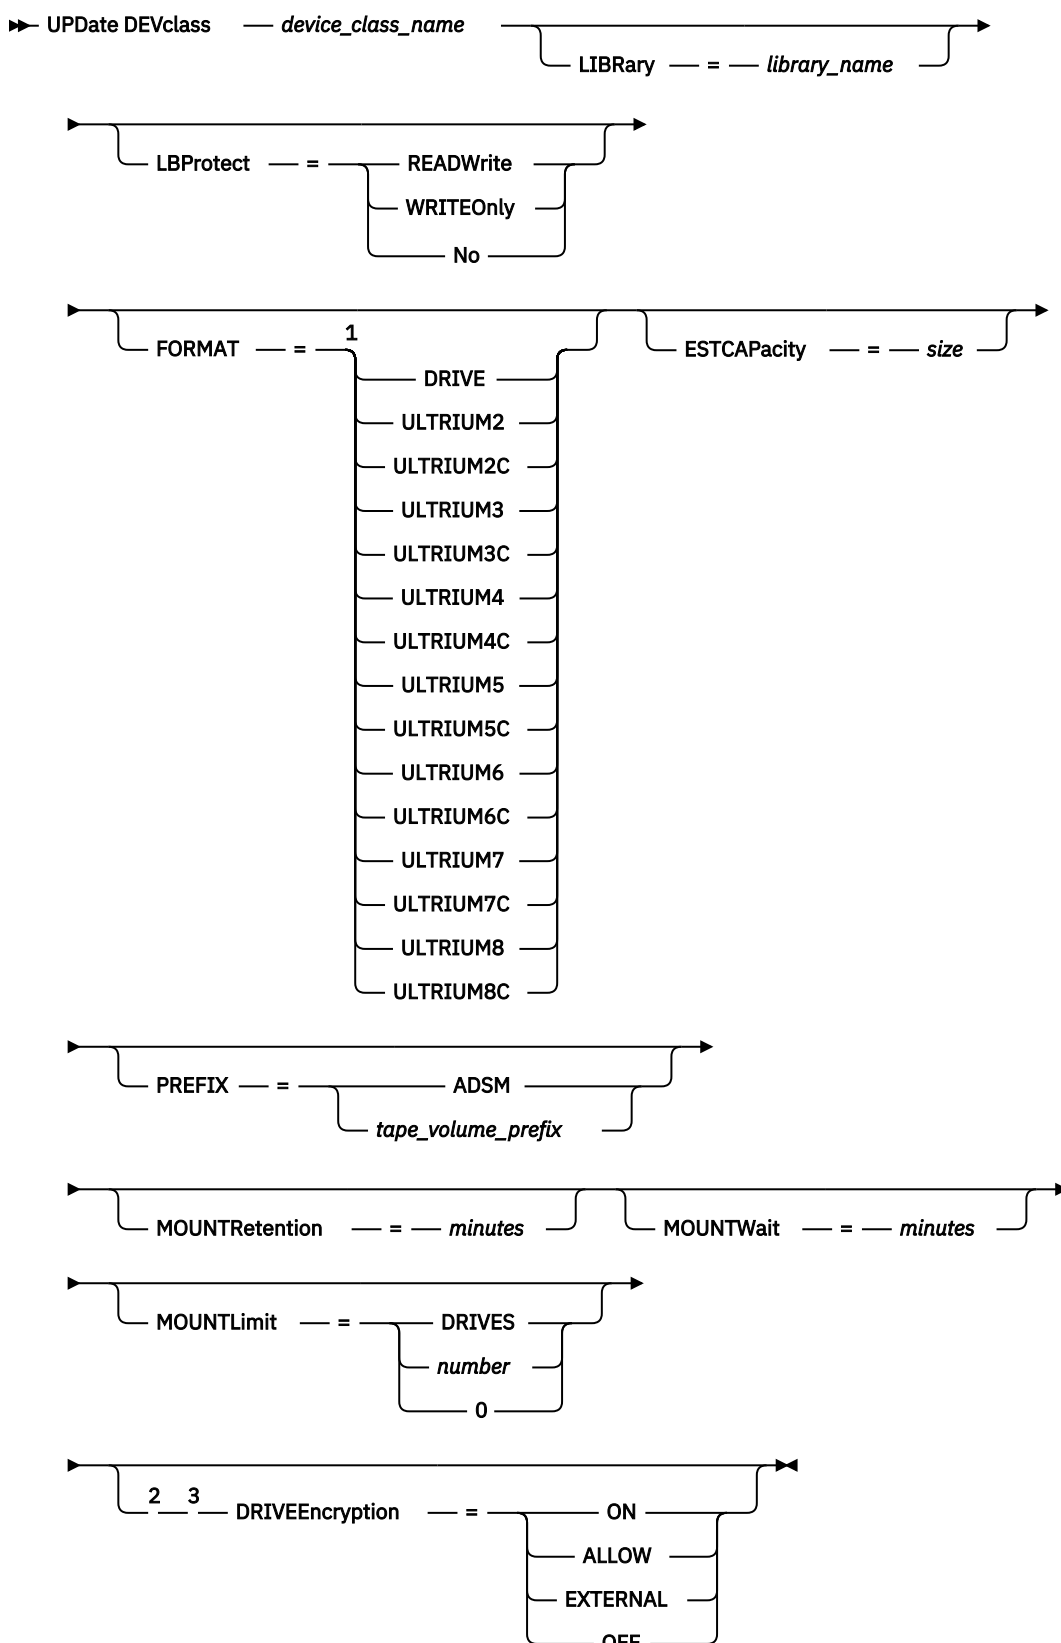 UPDate DEVclass device_class_name
LIBRary = library_name
LBProtect = READWrite
WRITEOnly
No
1
FORMAT =
ESTCAPacity = size
DRIVE
ULTRIUM2
ULTRIUM2C
ULTRIUM3
ULTRIUM3C
ULTRIUM4
ULTRIUM4C
ULTRIUM5
ULTRIUM5C
ULTRIUM6
ULTRIUM6C
ULTRIUM7
ULTRIUM7C
ULTRIUM8
ULTRIUM8C
PREFIX = ADSM
tape_volume_prefix
MOUNTRetention = minutes MOUNTWait = minutes
MOUNTLimit = DRIVES
number
0
2 3
DRIVEEncryption = ON
ALLOW
EXTERNAL
OFF